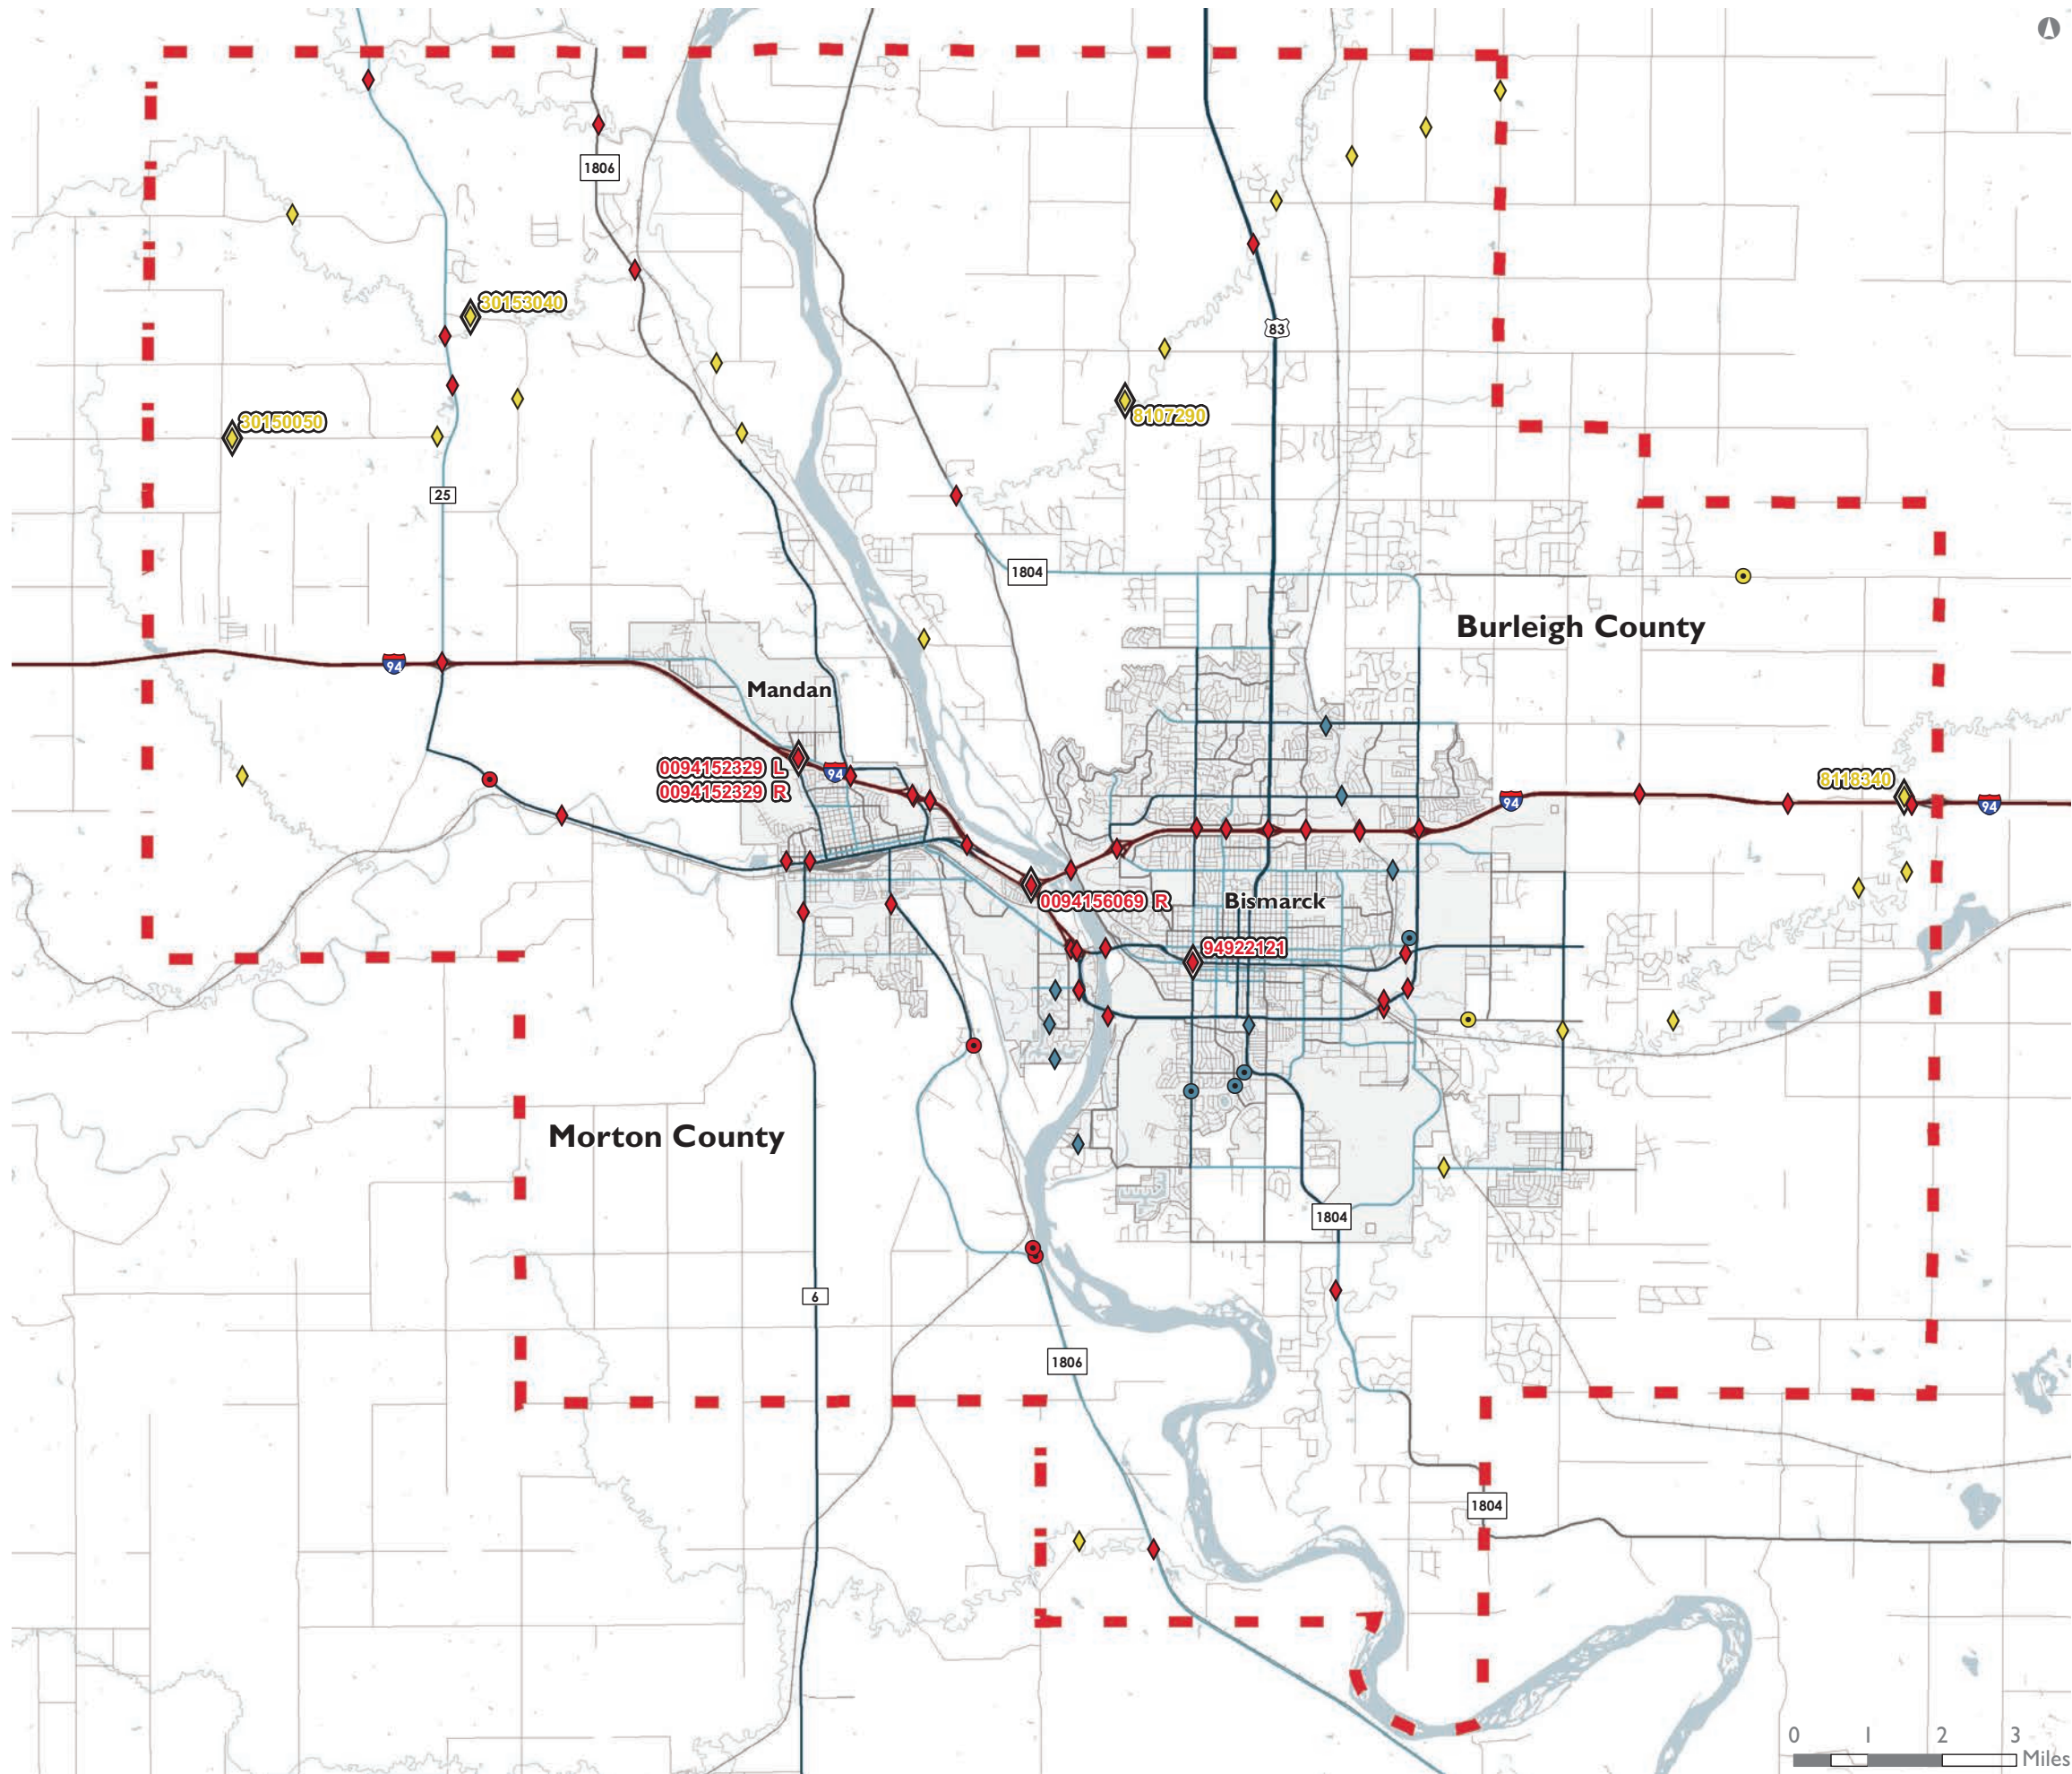 1806
83
30153040
8107290
30150050
25
1804
Burleigh County
94
Mandan
0094152329 L
94
0094152329 R
8118340
94
94
0094156069 R
Bismarck
94922121
Morton County
1804
6
1806
1804
0 1 2 3
Miles